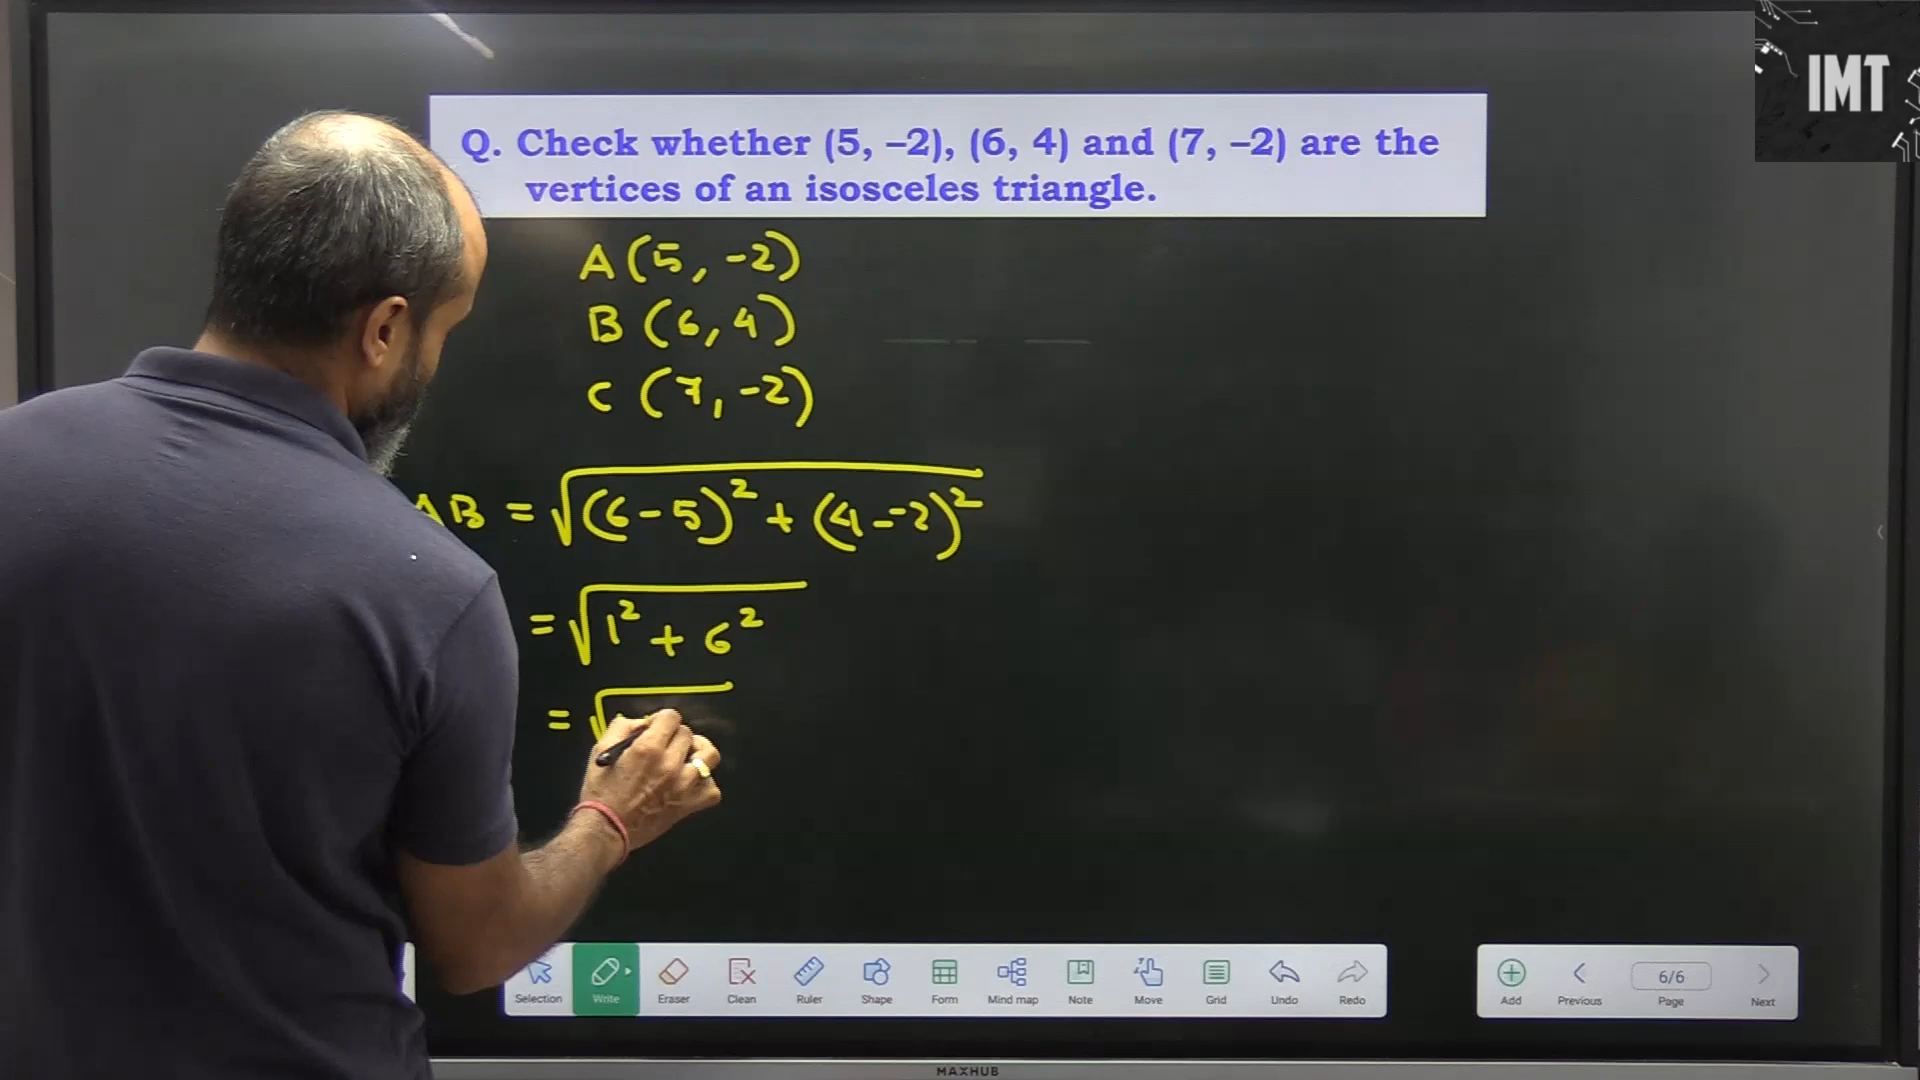 IMT
Q. Check whether (5, –2), (6, 4) and (7, –2) are the
vertices of an isosceles triangle.
A (5, -2)
B (6, 4)
C (7, -2)
AB = √(6-5)² + (4--2)²
= √1² + 6²
= √
Selection Write Eraser Clean Ruler Shape Form Mind map Note Move Grid Undo Redo
Add Previous 6/6 Page Next
MAXHUB